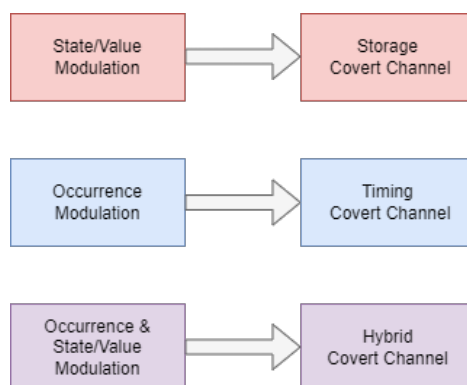 State/Value
Modulation
Storage
Covert Channel
Occurrence
Modulation
Timing
Covert Channel
Occurrence &
State/Value
Modulation
Hybrid
Covert Channel